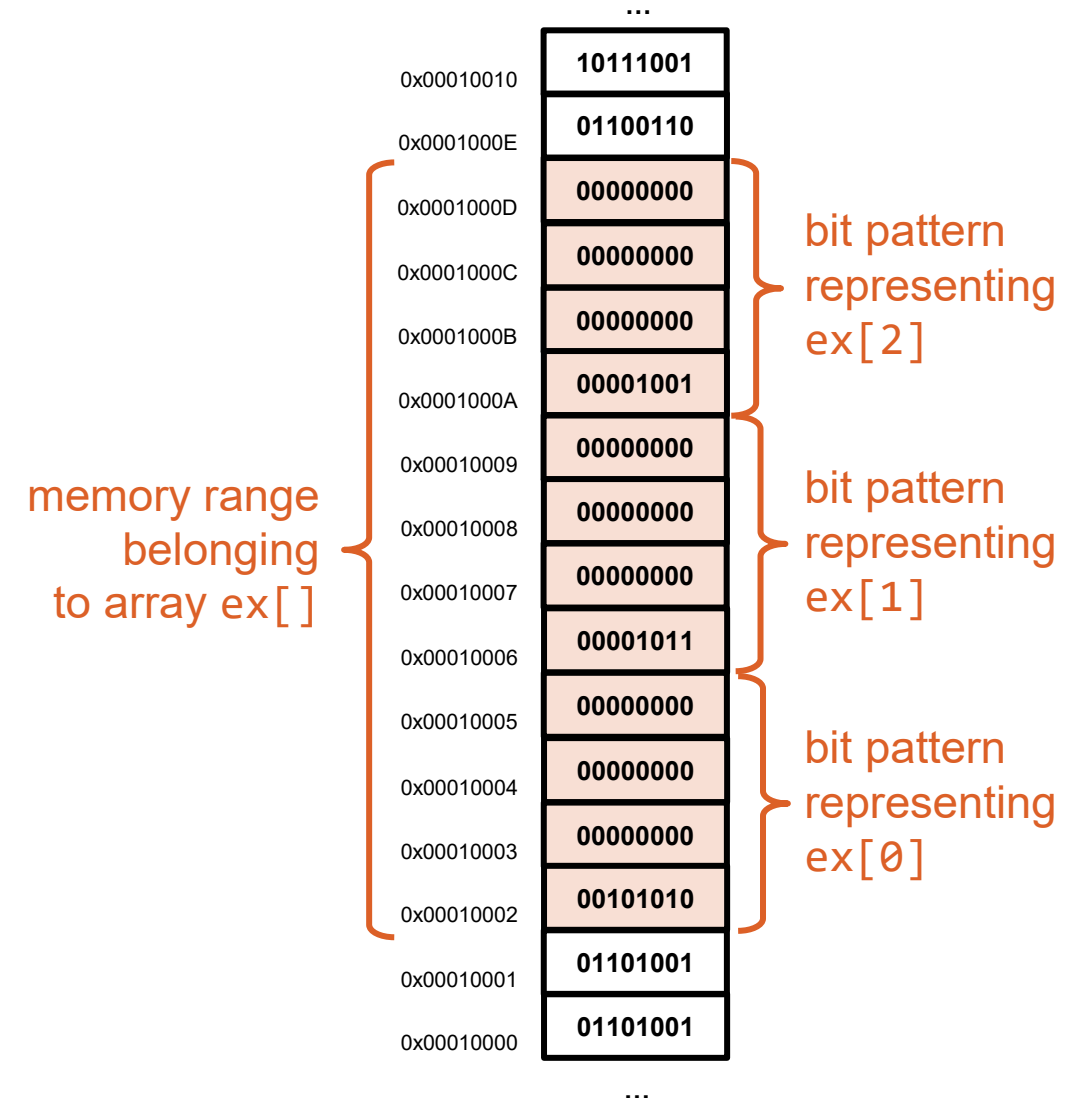 ...
0x00010010 10111001
0x0001000E 01100110
0x0001000D 00000000
0x0001000C 00000000
0x0001000B 00000000
0x0001000A 00001001
bit pattern
representing
ex[2]
0x00010009 00000000
0x00010008 00000000
0x00010007 00000000
0x00010006 00001011
bit pattern
representing
ex[1]
memory range
belonging
to array ex[]
0x00010005 00000000
0x00010004 00000000
0x00010003 00000000
0x00010002 00101010
bit pattern
representing
ex[0]
0x00010001 01101001
0x00010000 01101001
...